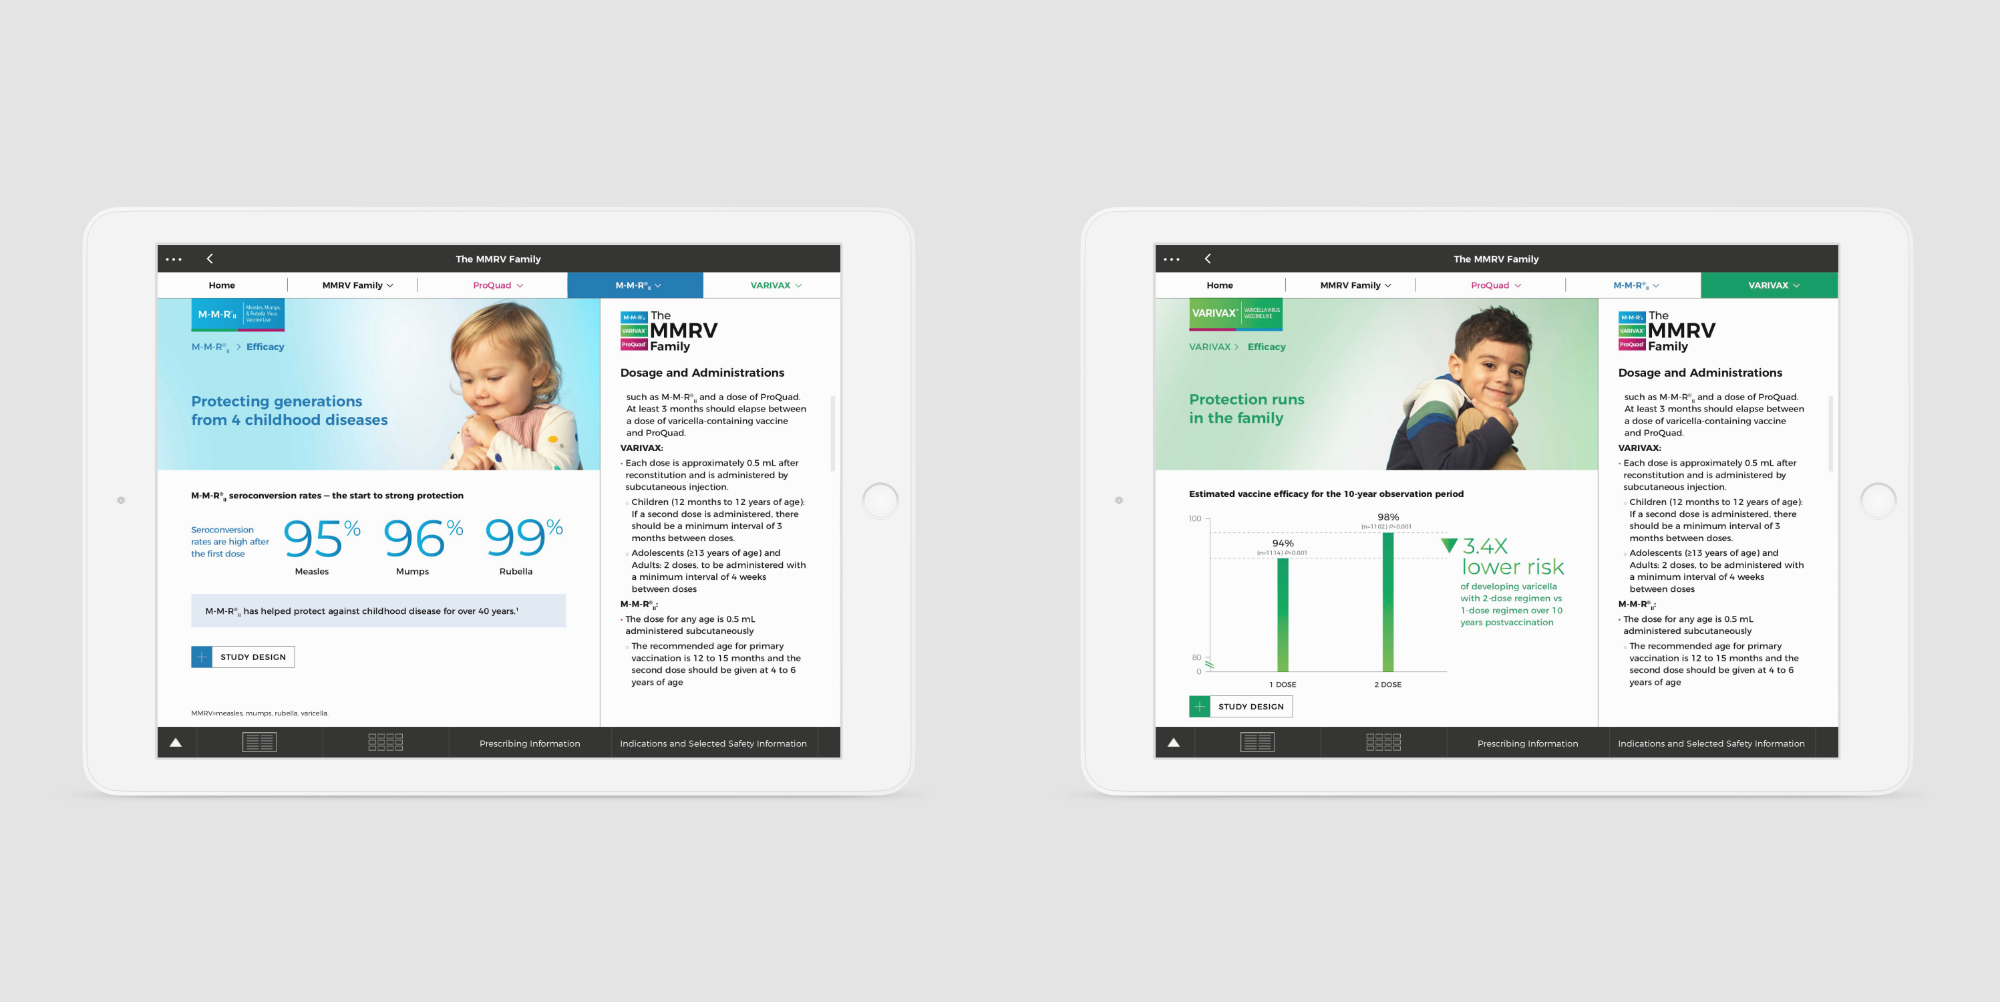 The MMRV Family
Home
MMRV Family
ProQuad
M-M-R®II
VARIVAX
M-M-R®II
Measles, Mumps,
& Rubella Virus
Vaccine Live
M-M-R®II > Efficacy
Protecting generations
from 4 childhood diseases
M-M-R®II seroconversion rates – the start to strong protection
Seroconversion
rates are high after
the first dose
95%
Measles
96%
Mumps
99%
Rubella
M-M-R®II has helped protect against childhood disease for over 40 years.¹
+ STUDY DESIGN
MMRV=measles, mumps, rubella, varicella.
M-M-R®II
VARIVAX®
ProQuad®
The
MMRV
Family
Dosage and Administrations
such as M-M-R®II and a dose of ProQuad.
At least 3 months should elapse between
a dose of varicella-containing vaccine
and ProQuad.
VARIVAX:
• Each dose is approximately 0.5 mL after
reconstitution and is administered by
subcutaneous injection.
○ Children (12 months to 12 years of age):
If a second dose is administered, there
should be a minimum interval of 3
months between doses.
○ Adolescents (≥13 years of age) and
Adults: 2 doses, to be administered with
a minimum interval of 4 weeks
between doses
M-M-R®II:
• The dose for any age is 0.5 mL
administered subcutaneously
○ The recommended age for primary
vaccination is 12 to 15 months and the
second dose should be given at 4 to 6
years of age
Prescribing Information
Indications and Selected Safety Information
The MMRV Family
Home
MMRV Family
ProQuad
M-M-R®II
VARIVAX
VARIVAX®
VARICELLA VIRUS
VACCINE LIVE
VARIVAX > Efficacy
Protection runs
in the family
Estimated vaccine efficacy for the 10-year observation period
100
80
0
94%
(n=1114) P<0.001
98%
(n=1102) P<0.001
1 DOSE
2 DOSE
3.4X
lower risk
of developing varicella
with 2-dose regimen vs
1-dose regimen over 10
years postvaccination
+ STUDY DESIGN
M-M-R®II
VARIVAX®
ProQuad®
The
MMRV
Family
Dosage and Administrations
such as M-M-R®II and a dose of ProQuad.
At least 3 months should elapse between
a dose of varicella-containing vaccine
and ProQuad.
VARIVAX:
• Each dose is approximately 0.5 mL after
reconstitution and is administered by
subcutaneous injection.
○ Children (12 months to 12 years of age):
If a second dose is administered, there
should be a minimum interval of 3
months between doses.
○ Adolescents (≥13 years of age) and
Adults: 2 doses, to be administered with
a minimum interval of 4 weeks
between doses
M-M-R®II:
• The dose for any age is 0.5 mL
administered subcutaneously
○ The recommended age for primary
vaccination is 12 to 15 months and the
second dose should be given at 4 to 6
years of age
Prescribing Information
Indications and Selected Safety Information